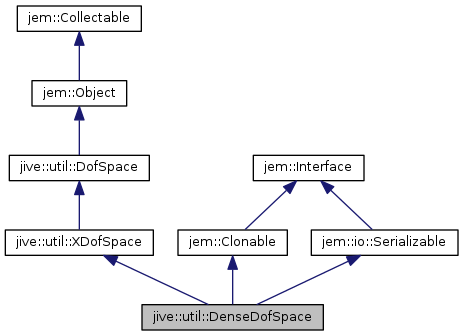 jem::Collectable
jem::Object
jive::util::DofSpace
jem::Interface
jive::util::XDofSpace
jem::Clonable
jem::io::Serializable
jive::util::DenseDofSpace